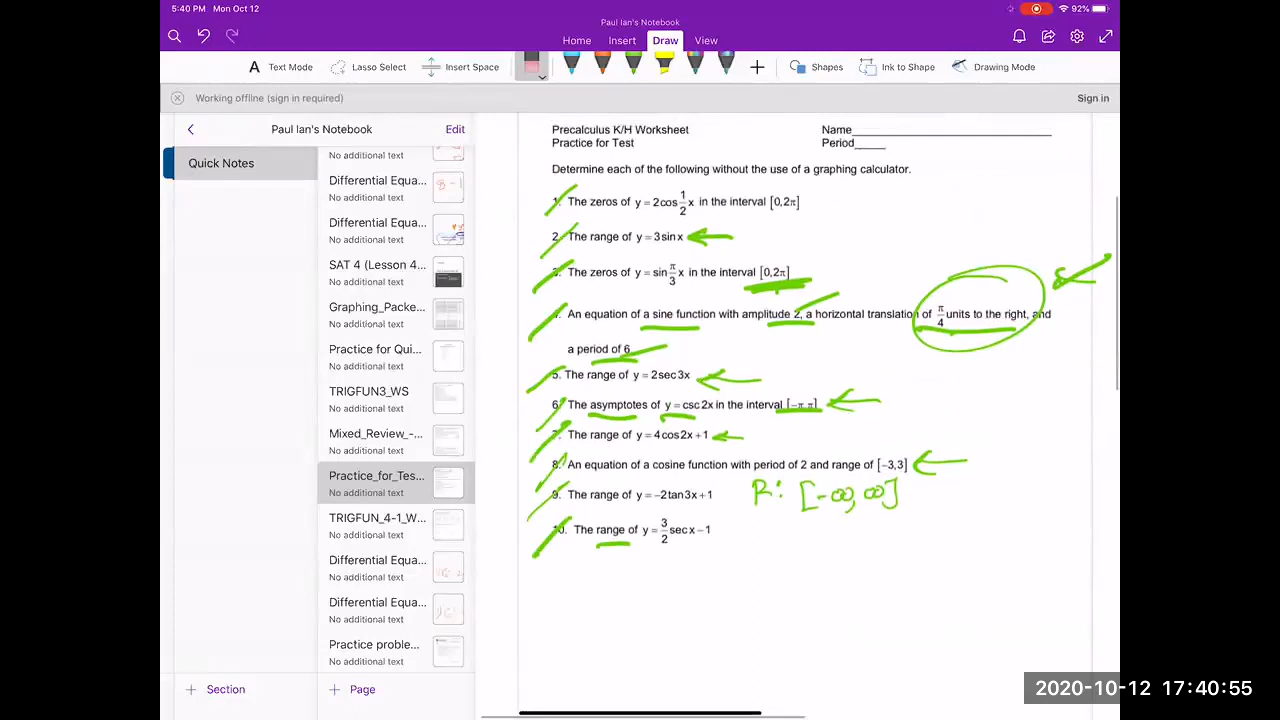 5:40 PM Mon Oct 12
92%
Paul Ian's Notebook
Home Insert Draw View
A Text Mode Lasso Select Insert Space Shapes Ink to Shape Drawing Mode
Working offline (sign in required) Sign in
Paul Ian's Notebook Edit
Quick Notes
No additional text
Differential Equa...
No additional text
Differential Equa...
No additional text
SAT 4 (Lesson 4...
No additional text
Graphing_Packe...
No additional text
Practice for Qui...
No additional text
TRIGFUN3_WS
No additional text
Mixed_Review_-...
No additional text
Practice_for_Tes...
No additional text
TRIGFUN_4-1_W...
No additional text
Differential Equa...
No additional text
Differential Equa...
No additional text
Practice proble...
No additional text
+ Section + Page
Precalculus K/H Worksheet Name
Practice for Test Period
Determine each of the following without the use of a graphing calculator.
1. The zeros of y = 2cos 1/2 x in the interval [0,2π]
2. The range of y = 3sin x
3. The zeros of y = sin π/3 x in the interval [0,2π]
4. An equation of a sine function with amplitude 2, a horizontal translation of π/4 units to the right, and
a period of 6
5. The range of y = 2sec3x
6. The asymptotes of y = csc2x in the interval [-π,π]
7. The range of y = 4cos2x + 1
8. An equation of a cosine function with period of 2 and range of [-3,3]
R: [-∞, ∞]
9. The range of y = -2tan3x + 1
10. The range of y = 3/2 sec x - 1
2020-10-12 17:40:55